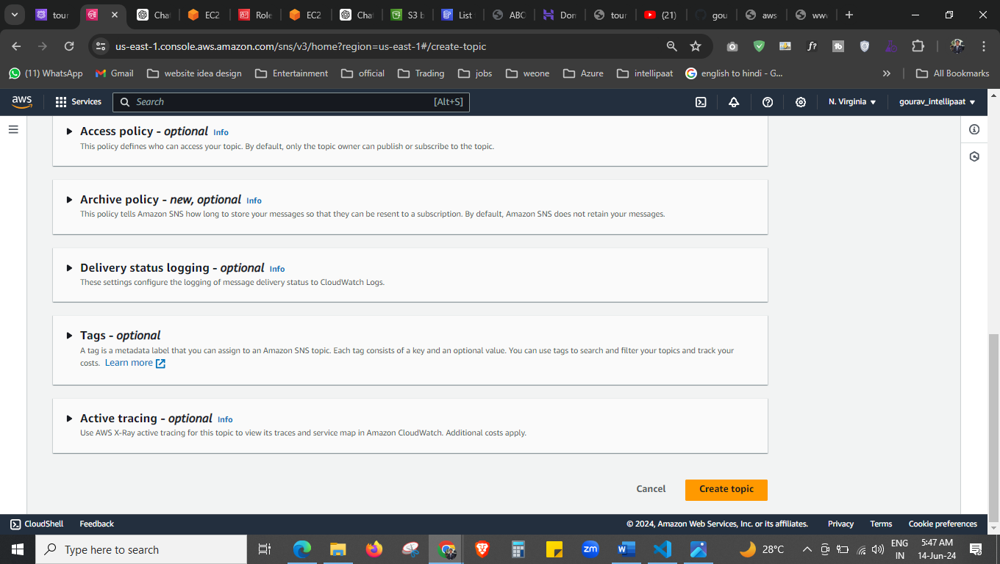 tour
Chat
EC2
Role
EC2
Chat
S3 b
List
ABC
Don
tour
(21)
gou
aws
www
us-east-1.console.aws.amazon.com/sns/v3/home?region=us-east-1#/create-topic
(11) WhatsApp
Gmail
website idea design
Entertainment
official
Trading
jobs
weone
Azure
intellipaat
english to hindi - G...
All Bookmarks
aws
Services
Search
[Alt+S]
N. Virginia
gourav_intellipaat
Access policy - optional Info
This policy defines who can access your topic. By default, only the topic owner can publish or subscribe to the topic.
Archive policy - new, optional Info
This policy tells Amazon SNS how long to store your messages so that they can be resent to a subscription. By default, Amazon SNS does not retain your messages.
Delivery status logging - optional Info
These settings configure the logging of message delivery status to CloudWatch Logs.
Tags - optional
A tag is a metadata label that you can assign to an Amazon SNS topic. Each tag consists of a key and an optional value. You can use tags to search and filter your topics and track your
costs. Learn more
Active tracing - optional Info
Use AWS X-Ray active tracing for this topic to view its traces and service map in Amazon CloudWatch. Additional costs apply.
Cancel
Create topic
CloudShell
Feedback
© 2024, Amazon Web Services, Inc. or its affiliates.
Privacy
Terms
Cookie preferences
Type here to search
zm
28°C
ENG
IN
5:47 AM
14-Jun-24